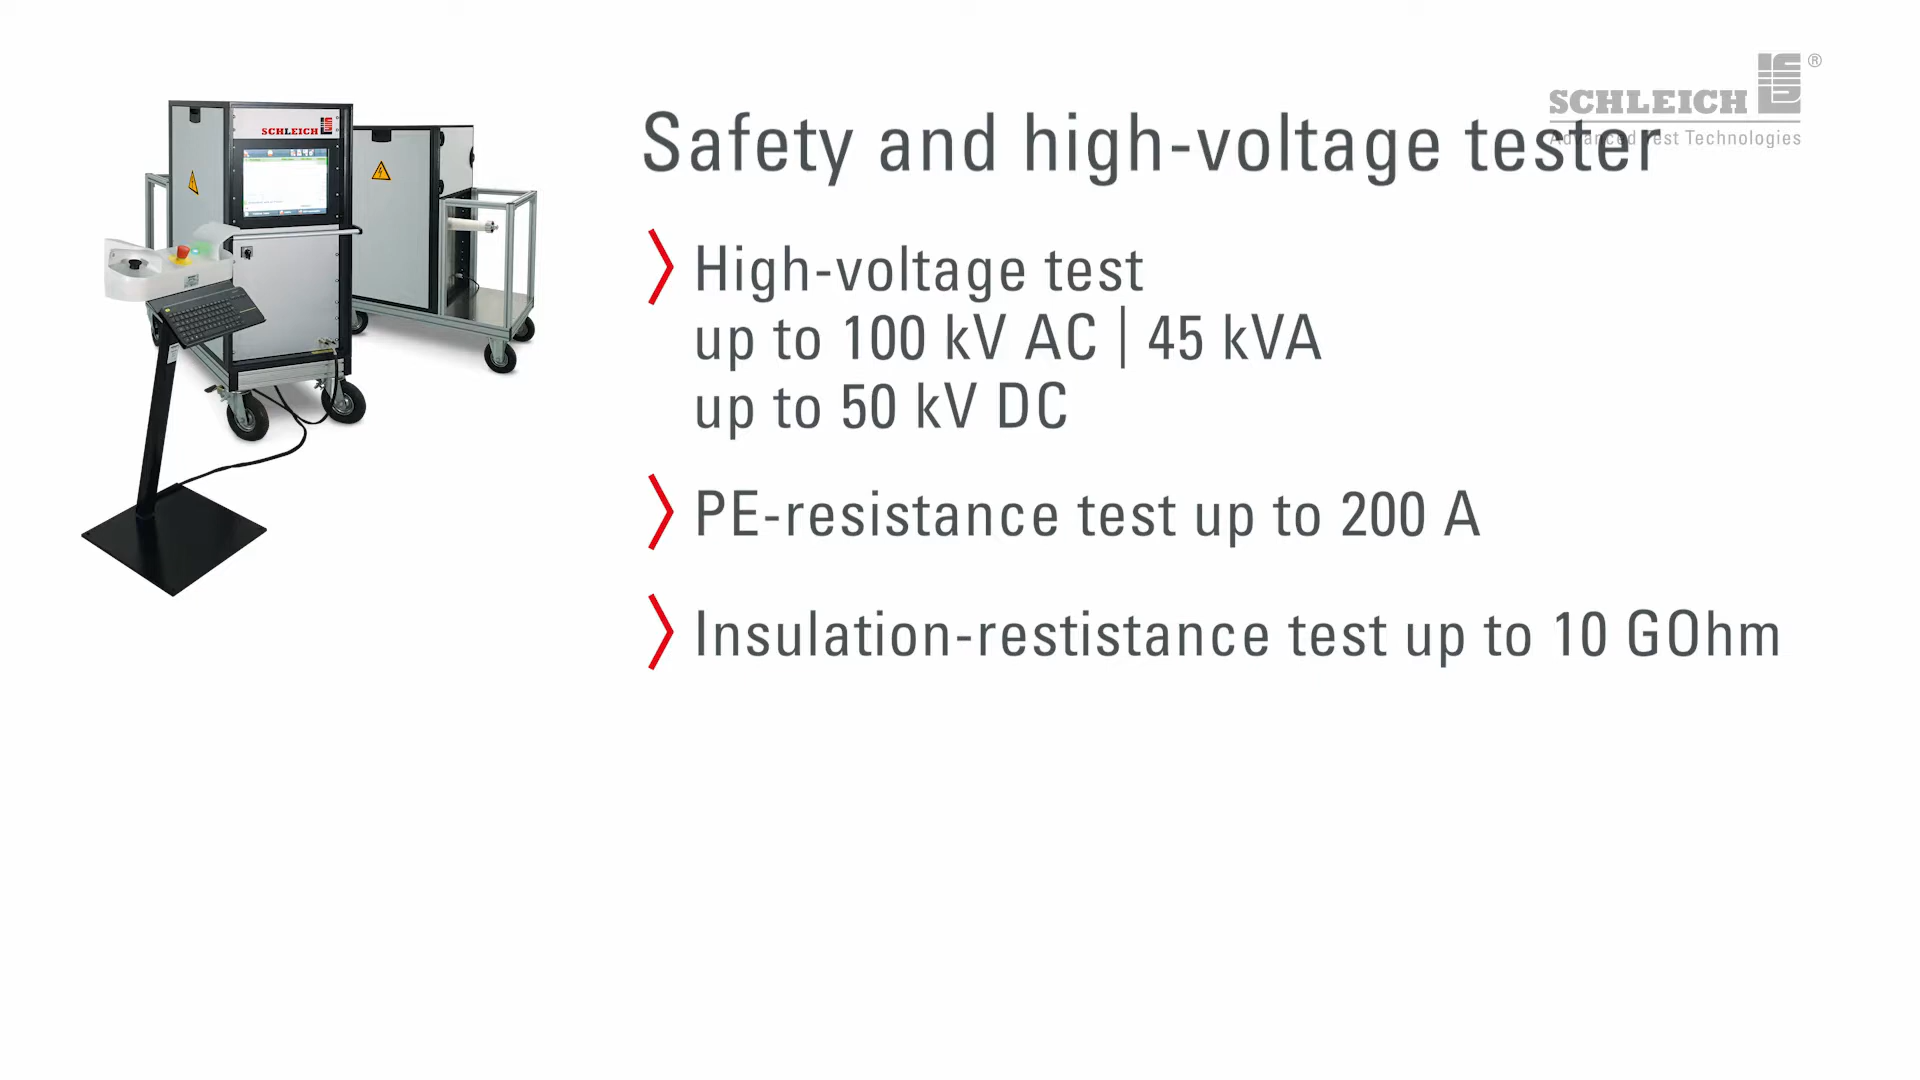 SCHLEICH
®
Advanced Test Technologies
SCHLEICH
Safety and high-voltage tester
High-voltage test
up to 100 kV AC | 45 kVA
up to 50 kV DC
PE-resistance test up to 200 A
Insulation-restistance test up to 10 GOhm